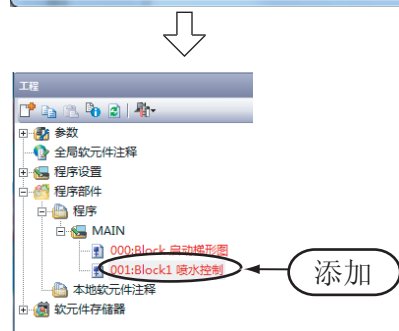 工程
参数
全局软元件注释
程序设置
程序部件
程序
MAIN
000:Block 启动梯形图
001:Block1 喷水控制
添加
本地软元件注释
软元件存储器